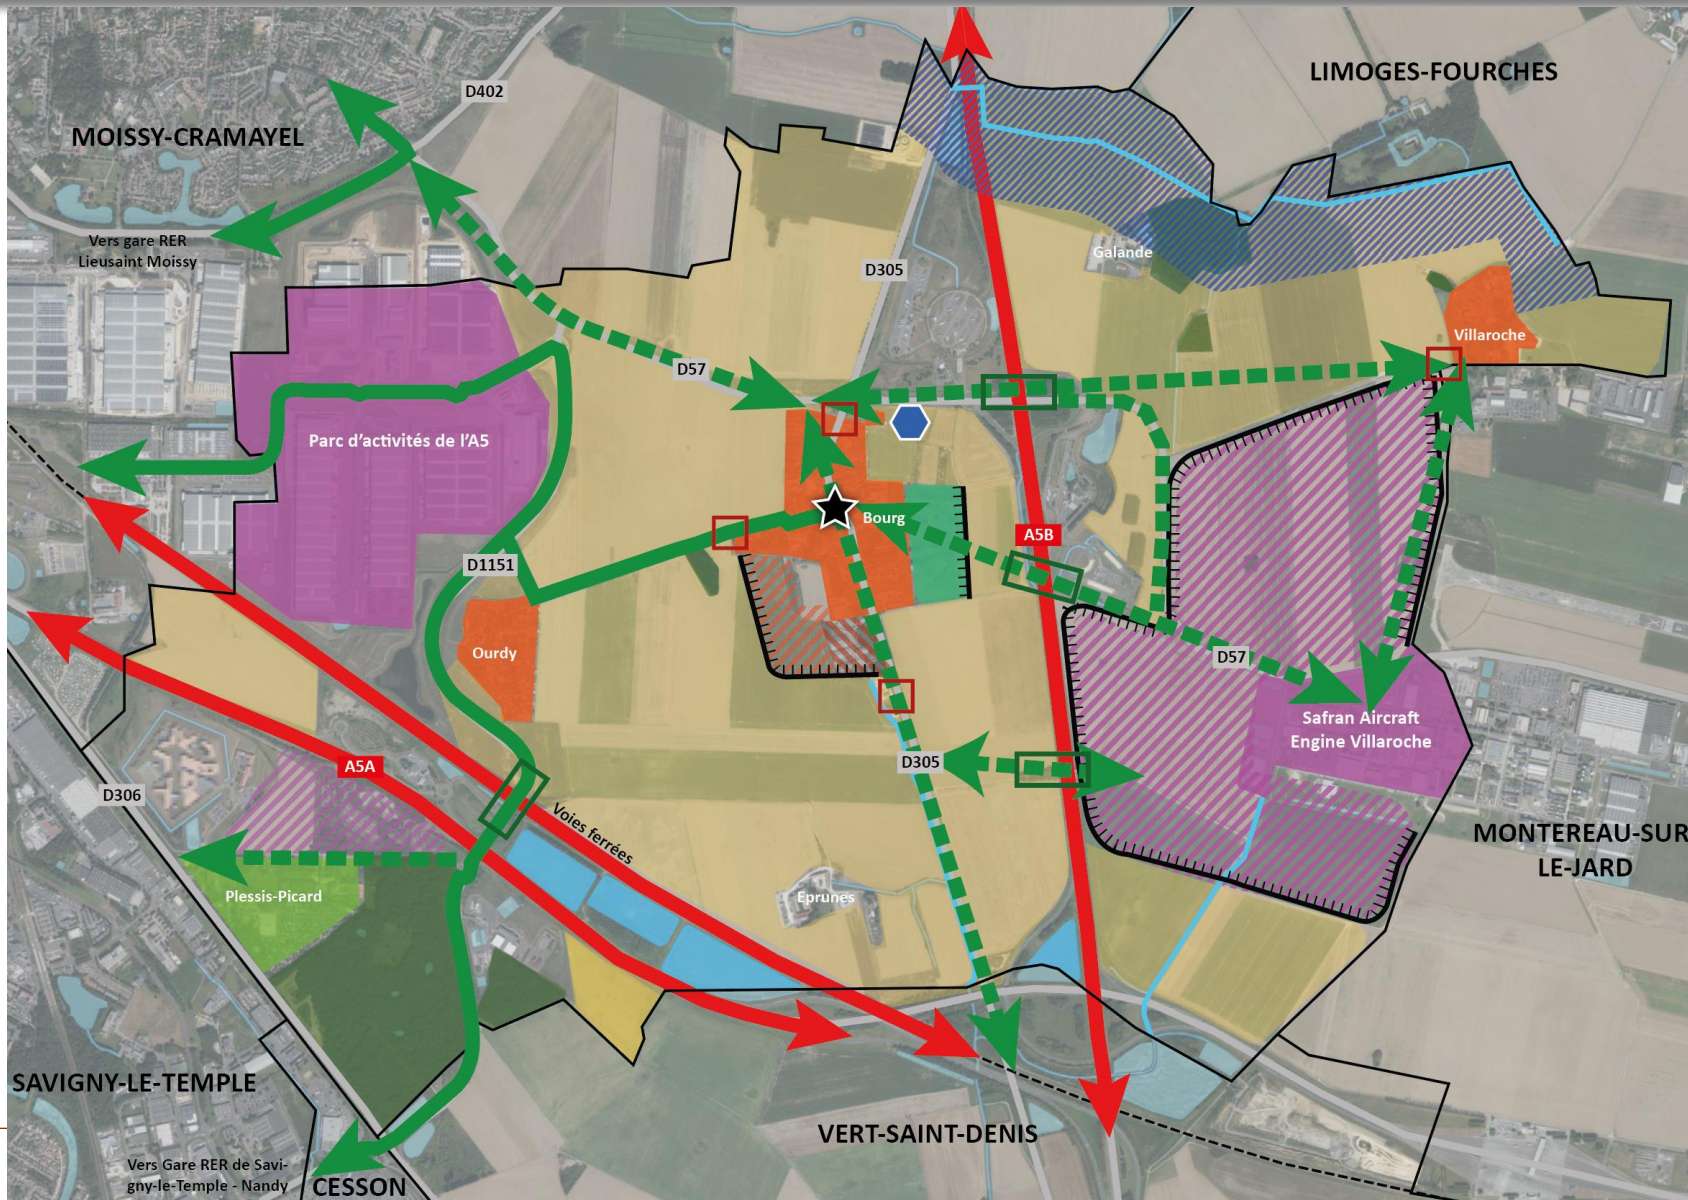 LIMOGES-FOURCHES
D402
MOISSY-CRAMAYEL
Vers gare RER
Lieusaint Moissy
Galande
D305
Villaroche
D57
Parc d'activités de l'A5
Bourg
A5B
D1151
Ourdy
D57
Safran Aircraft
Engine Villaroche
D305
A5A
D306
Voies ferrées
MONTEREAU-SUR
LE-JARD
Plessis-Picard
Eprunes
SAVIGNY-LE-TEMPLE
VERT-SAINT-DENIS
Vers Gare RER de Savi-
gny-le-Temple - Nandy
CESSON